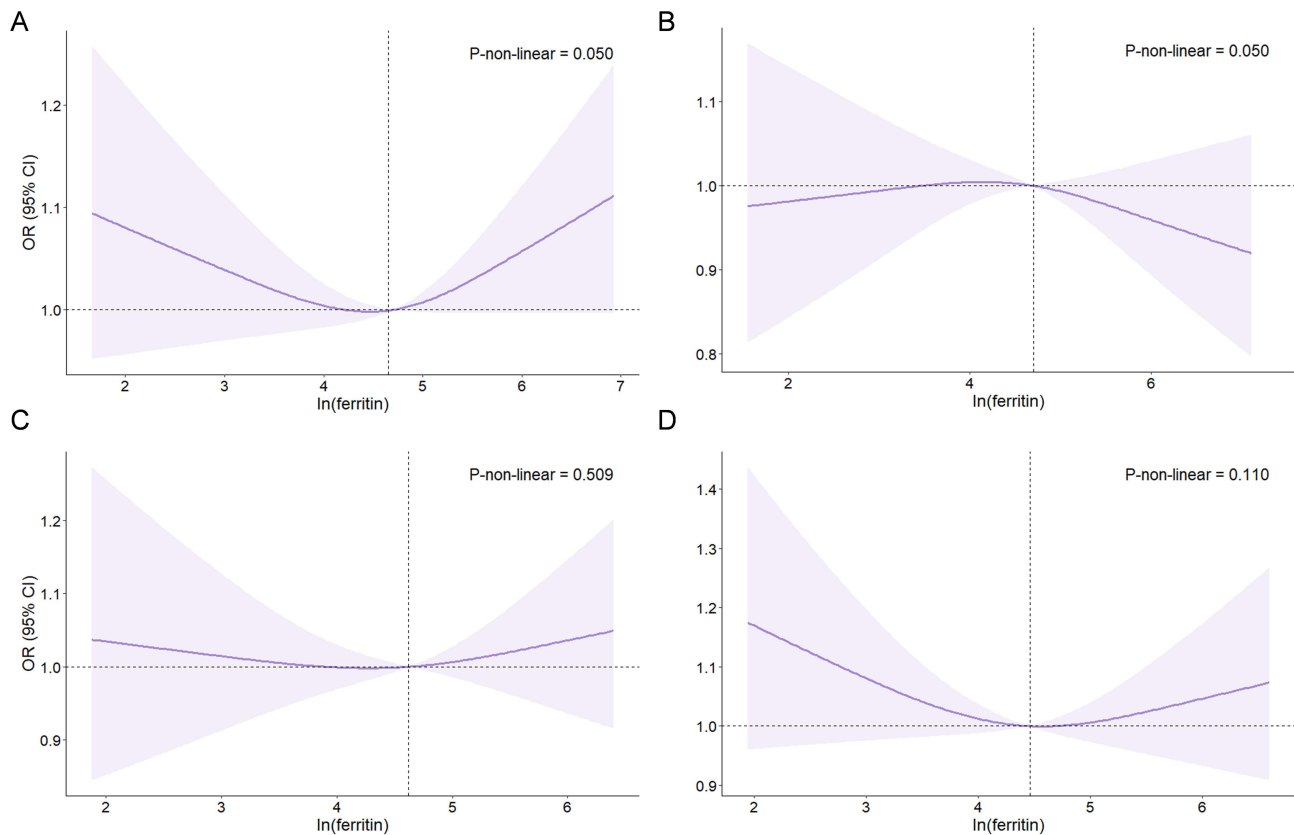 A
P-non-linear = 0.050
OR (95% CI)
1.2
1.1
1.0
2 3 4 5 6 7
ln(ferritin)
B
P-non-linear = 0.050
1.1
1.0
0.9
0.8
2 4 6
ln(ferritin)
C
P-non-linear = 0.509
OR (95% CI)
1.2
1.1
1.0
0.9
2 3 4 5 6
ln(ferritin)
D
P-non-linear = 0.110
1.4
1.3
1.2
1.1
1.0
0.9
2 3 4 5 6
ln(ferritin)